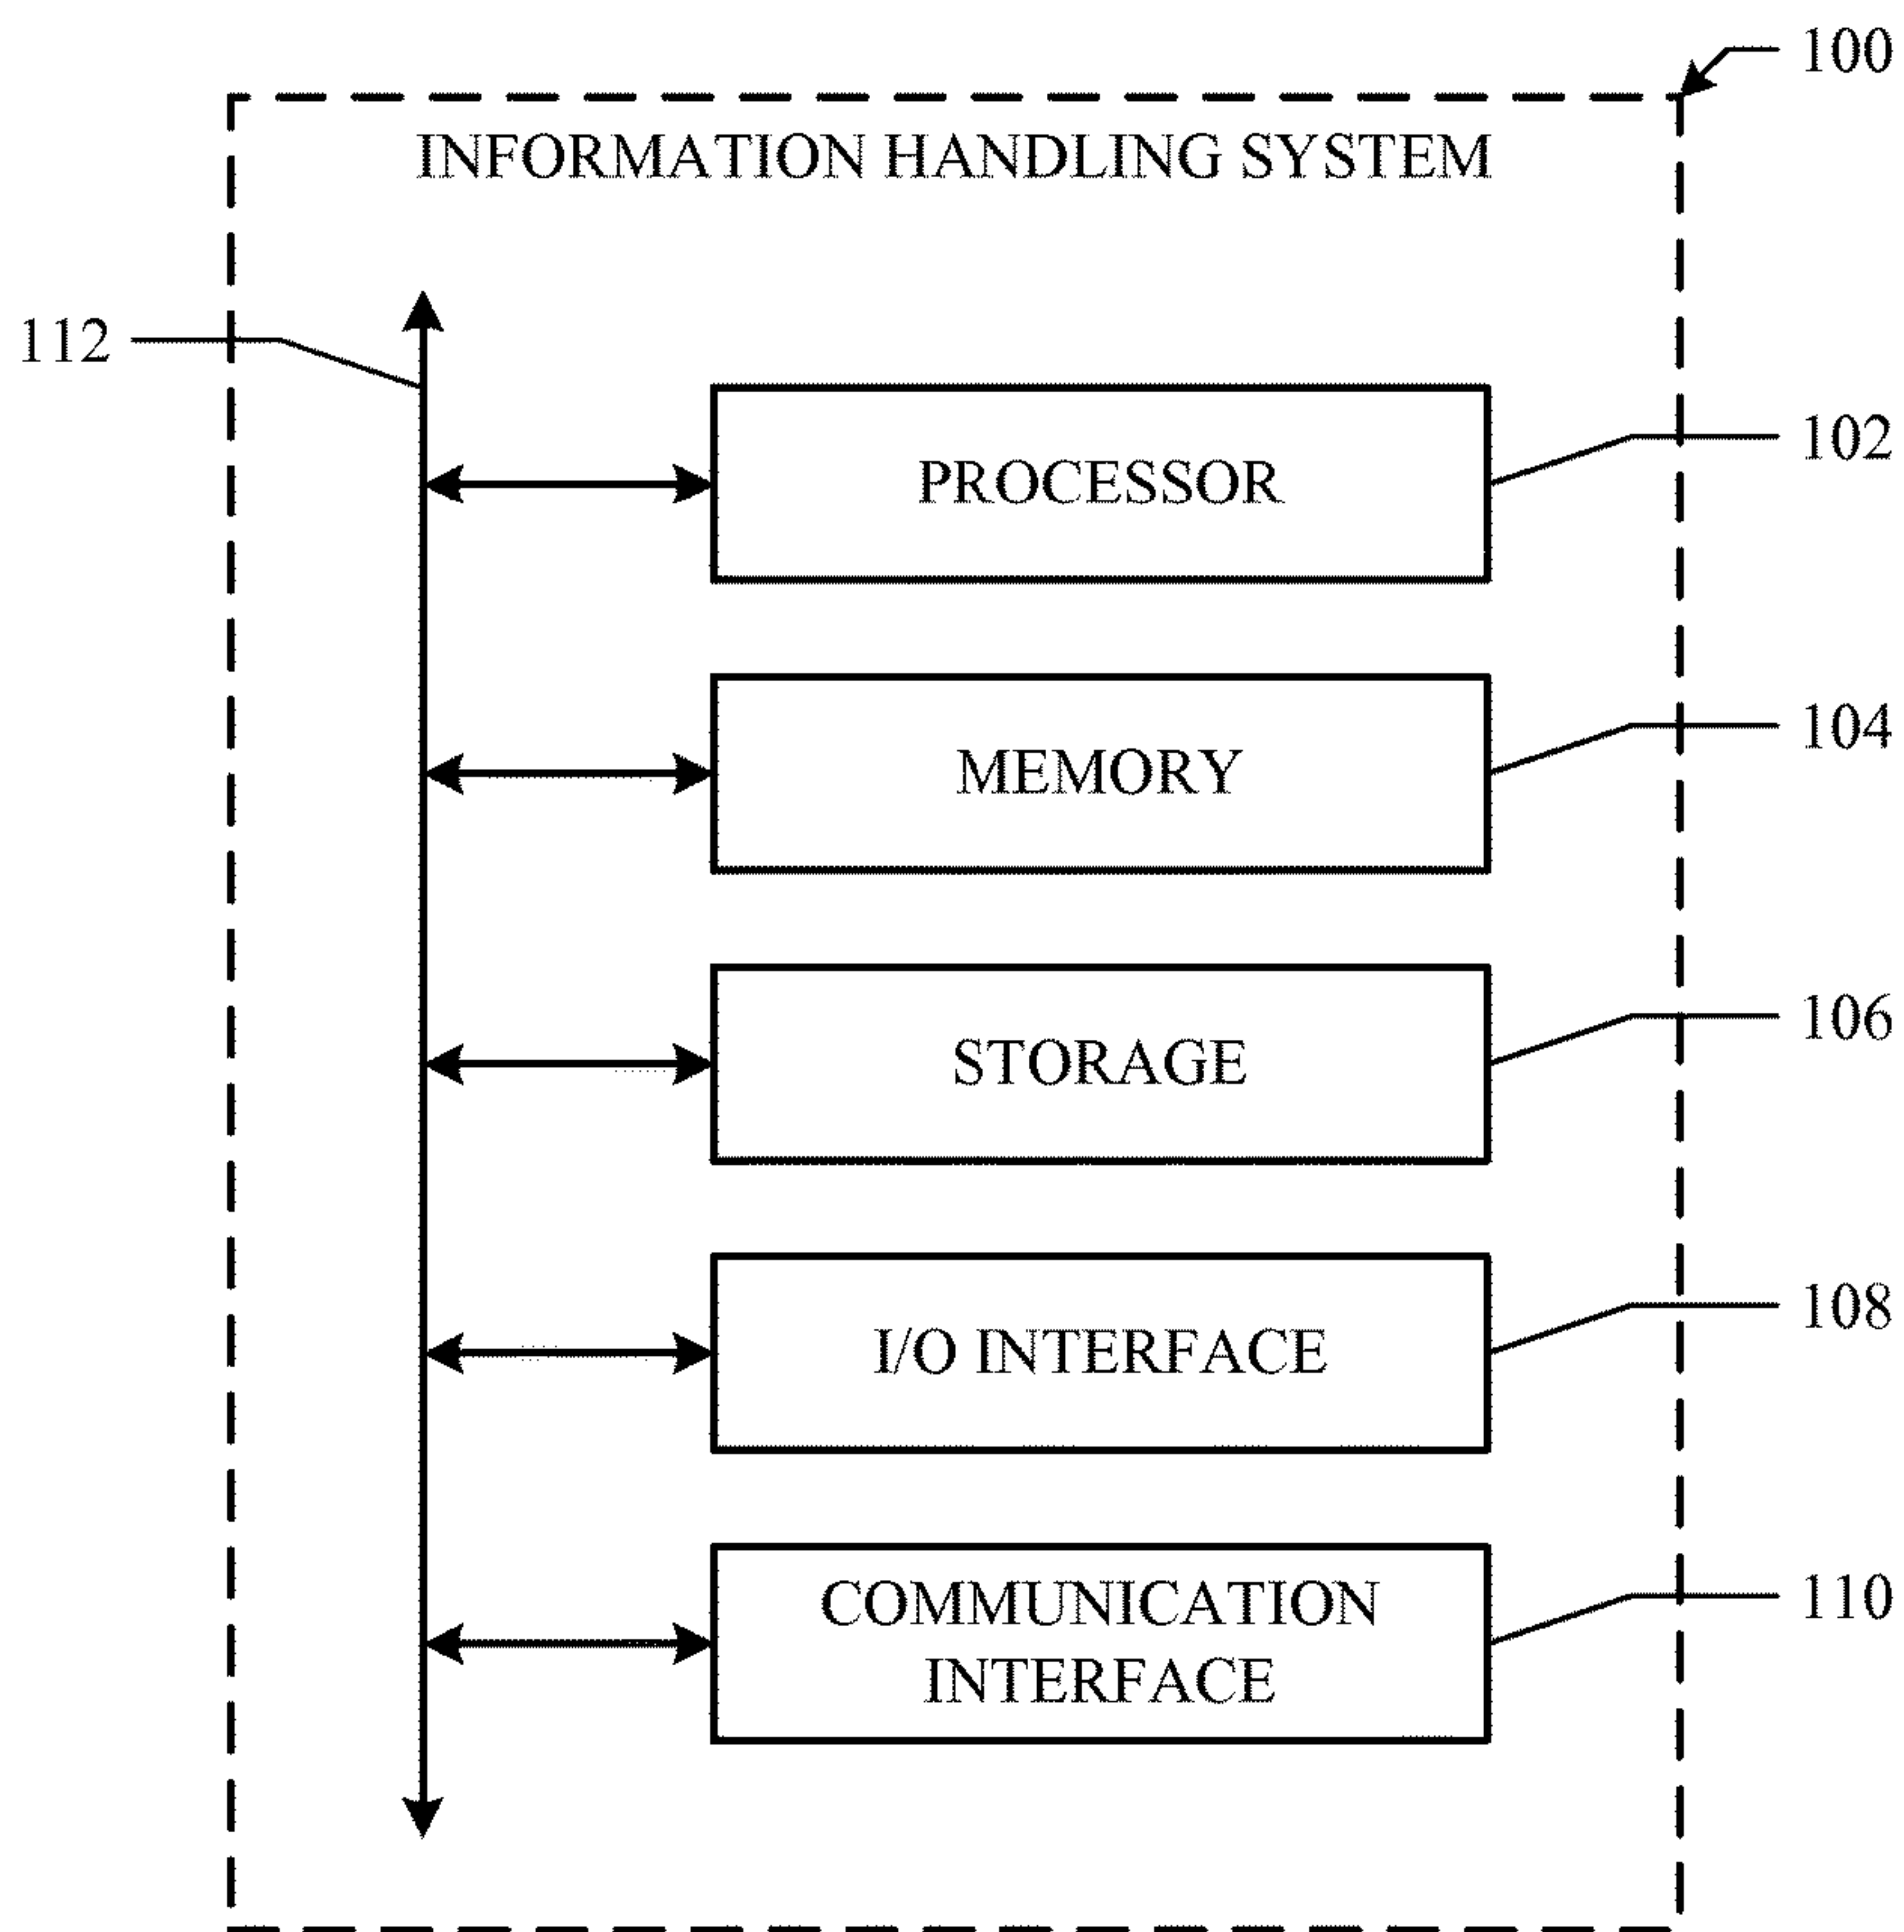 100
INFORMATION HANDLING SYSTEM
112
PROCESSOR
102
MEMORY
104
STORAGE
106
I/O INTERFACE
108
COMMUNICATION
INTERFACE
110